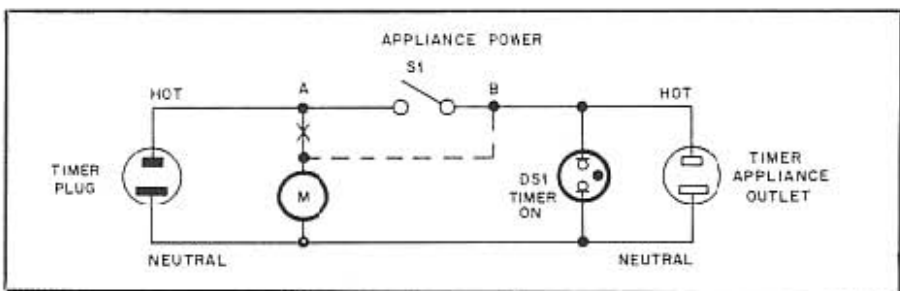 APPLIANCE POWER
S1
HOT
A
B
HOT
TIMER
PLUG
M
DS1
TIMER
ON
TIMER
APPLIANCE
OUTLET
NEUTRAL
NEUTRAL